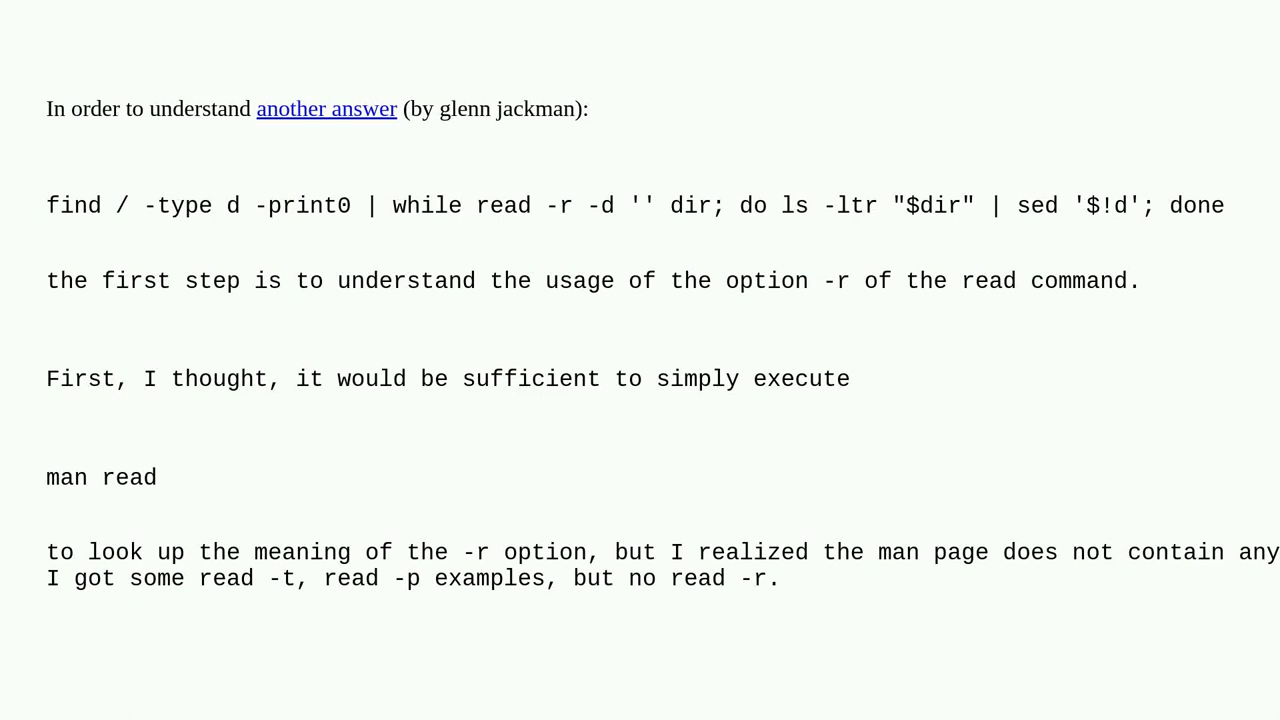 In order to understand another answer (by glenn jackman):
find / -type d -print0 | while read -r -d '' dir; do ls -ltr "$dir" | sed '$!d'; done
the first step is to understand the usage of the option -r of the read command.
First, I thought, it would be sufficient to simply execute
man read
to look up the meaning of the -r option, but I realized the man page does not contain any
I got some read -t, read -p examples, but no read -r.